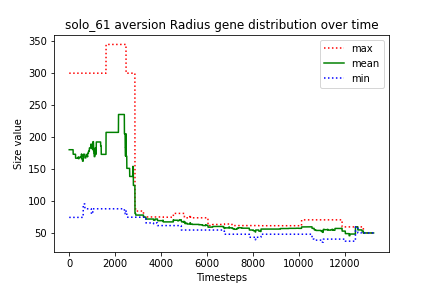 solo_61 aversion Radius gene distribution over time
350
300
250
200
150
100
50
Size value
max
mean
min
0
2000
4000
6000
8000
10000
12000
Timesteps